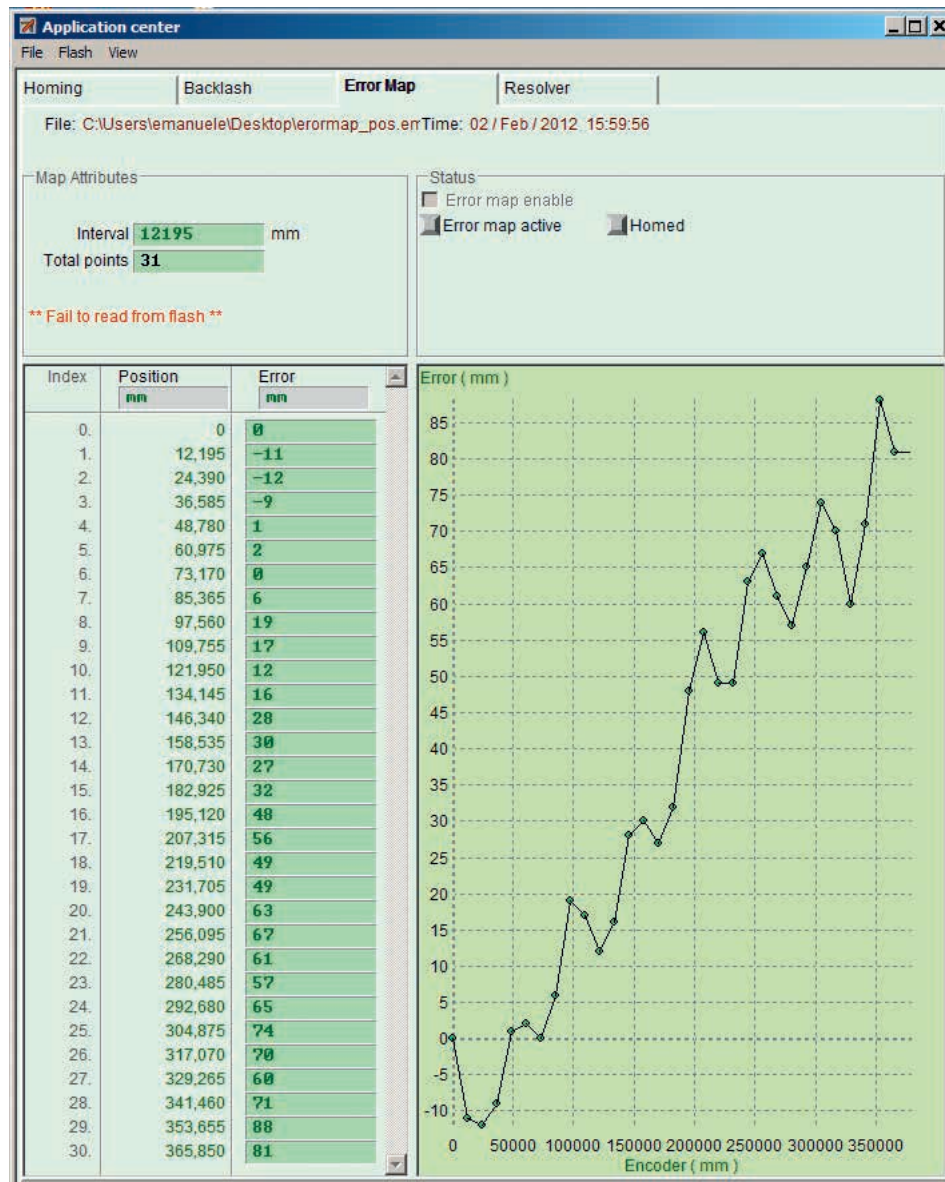 Application center
File Flash View
Homing Backlash Error Map Resolver
File: C:\Users\emanuele\Desktop\erormap_pos.errTime: 02 / Feb / 2012 15:59:56
Map Attributes
Interval 12195 mm
Total points 31
** Fail to read from flash **
Status
Error map enable
Error map active Homed
Index Position Error
mm mm
0. 0 0
1. 12,195 -11
2. 24,390 -12
3. 36,585 -9
4. 48,780 1
5. 60,975 2
6. 73,170 0
7. 85,365 6
8. 97,560 19
9. 109,755 17
10. 121,950 12
11. 134,145 16
12. 146,340 28
13. 158,535 30
14. 170,730 27
15. 182,925 32
16. 195,120 48
17. 207,315 56
18. 219,510 49
19. 231,705 49
20. 243,900 63
21. 256,095 67
22. 268,290 61
23. 280,485 57
24. 292,680 65
25. 304,875 74
26. 317,070 70
27. 329,265 60
28. 341,460 71
29. 353,655 88
30. 365,850 81
Error ( mm )
85
80
75
70
65
60
55
50
45
40
35
30
25
20
15
10
5
0
-5
-10
0 50000 100000 150000 200000 250000 300000 350000
Encoder ( mm )